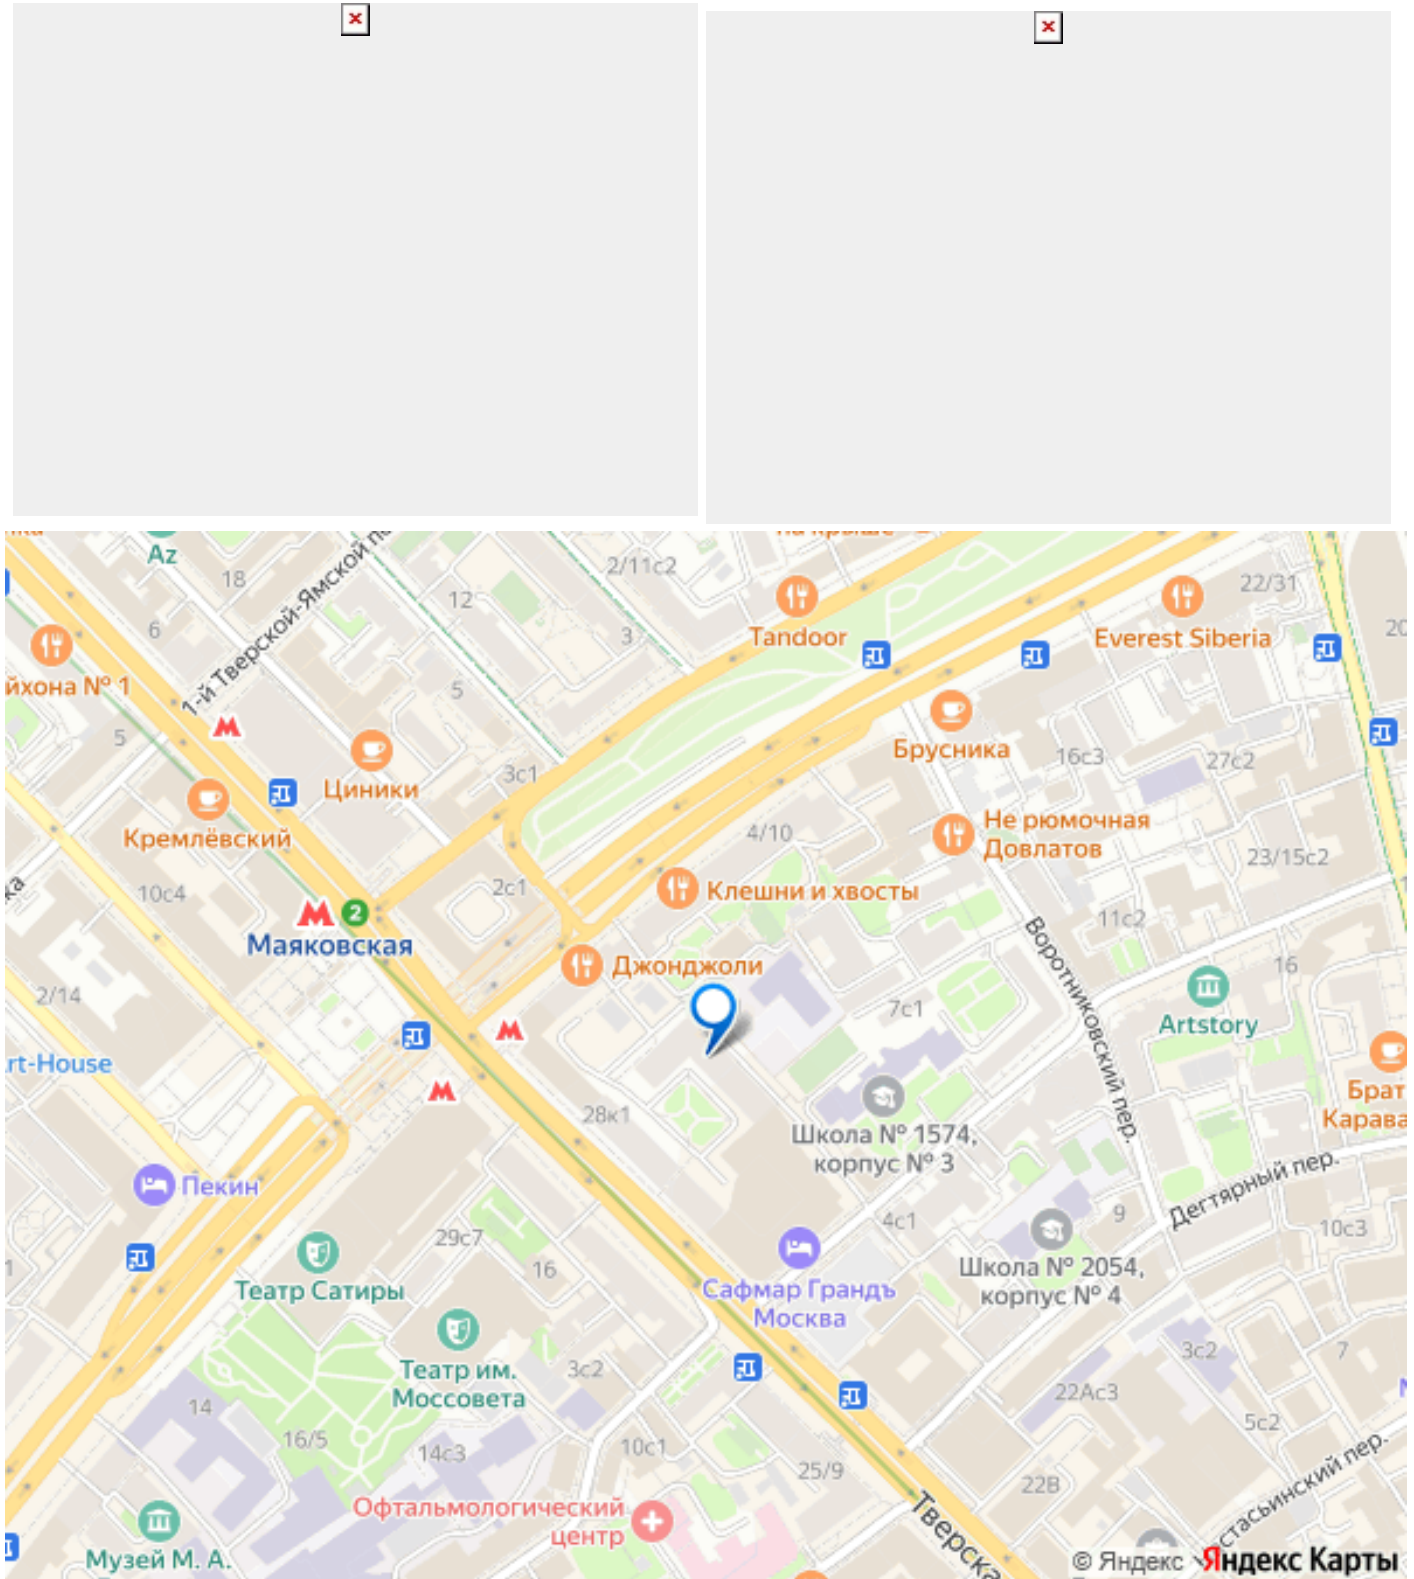 Az
18
1-й Тверской-Ямской
2/11с2
12
3
Tandoor
22/31
Everest Siberia
6
йхона № 1
5
5
Циники
3с1
Брусника
16с3
27с2
Кремлёвский
4/10
Не рюмочная
Довлатов
23/15с2
10с4
2с1
Клешни и хвосты
2
Маяковская
Джонджоли
11с2
Воротниковский пер.
16
2/14
7с1
Artstory
rt-House
28к1
Школа № 1574,
корпус № 3
Брат
Карава
Пекин
Дегтярный пер.
4с1
9
10с3
29с7
16
Театр Сатиры
Сафмар Грандъ
Москва
Школа № 2054,
корпус № 4
Театр им.
Моссовета
3с2
3с2
7
14
22Ас3
16/5
14с3
10с1
25/9
5с2
22В
Офтальмологический
центр
Тверска
стасьинский пер.
Музей М. А.
© Яндекс
Яндекс Карты